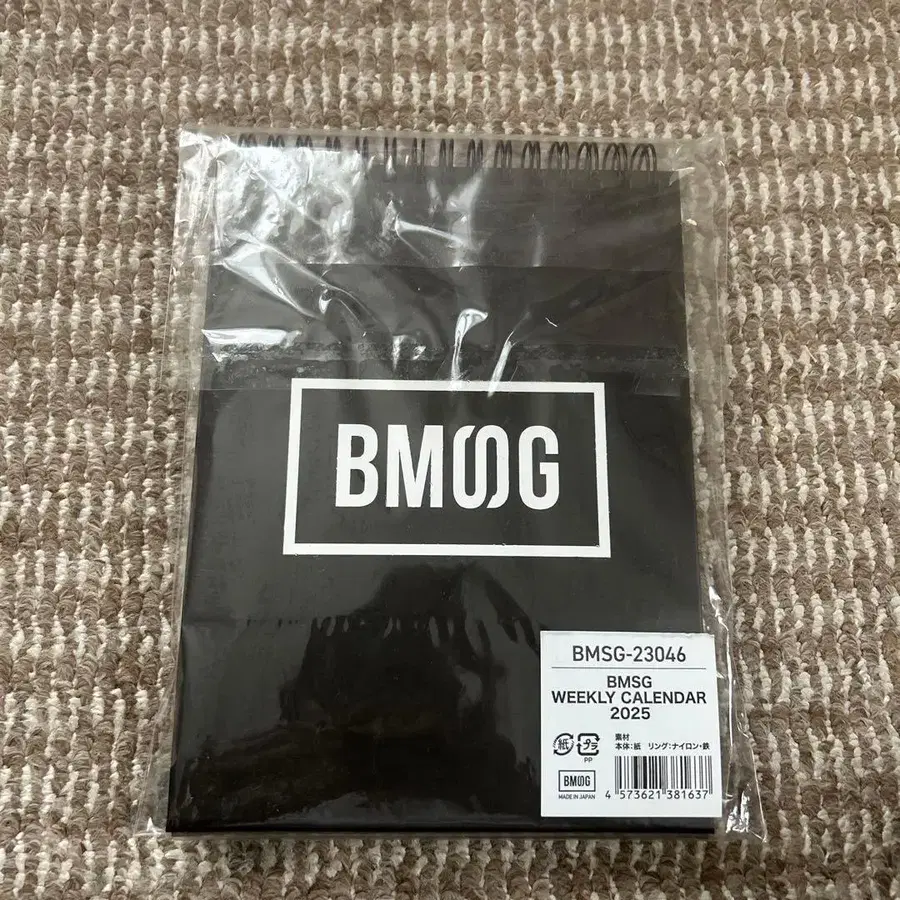 BMSG
BMSG-23046
BMSG
WEEKLY CALENDAR
2025
紙
プラ
PP
素材
本体:紙 リング:ナイロン・鉄
BMSG
MADE IN JAPAN
4 573621 381637